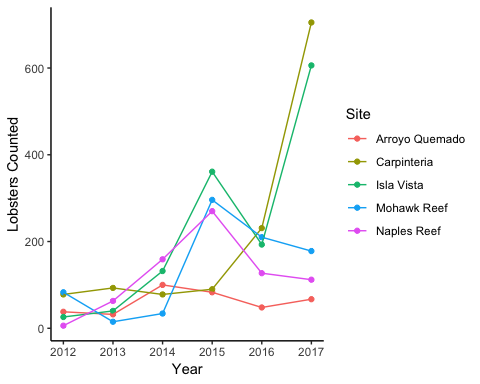 Lobsters Counted
600
400
200
0
2012 2013 2014 2015 2016 2017
Year
Site
Arroyo Quemado
Carpinteria
Isla Vista
Mohawk Reef
Naples Reef